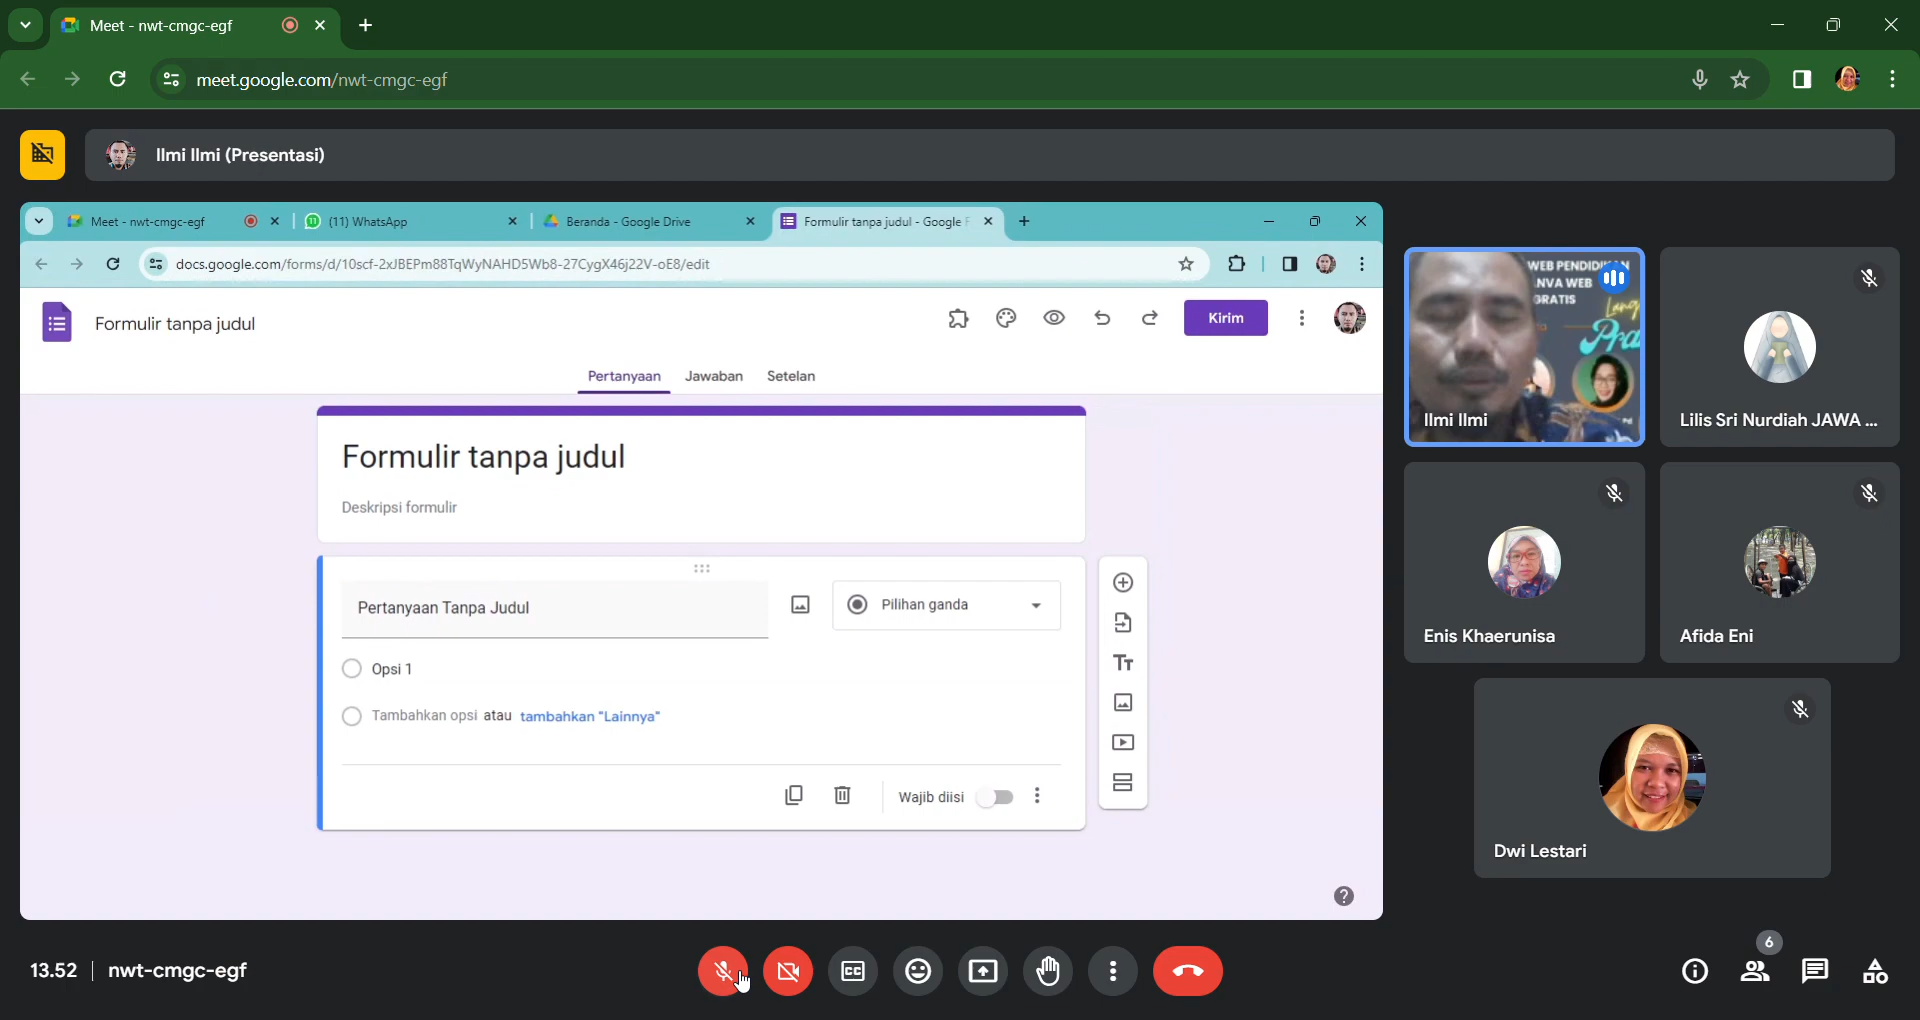 Meet - nwt-cmgc-egf
meet.google.com/nwt-cmgc-egf
Ilmi Ilmi (Presentasi)
Meet - nwt-cmgc-egf
(11) WhatsApp
Beranda - Google Drive
Formulir tanpa judul - Google F
docs.google.com/forms/d/10scf-2xJBEPm88TqWyNAHD5Wb8-27CygX46j22V-oE8/edit
Formulir tanpa judul
Kirim
Pertanyaan
Jawaban
Setelan
Formulir tanpa judul
Deskripsi formulir
Pertanyaan Tanpa Judul
Pilihan ganda
Opsi 1
Tambahkan opsi atau tambahkan "Lainnya"
Wajib diisi
WEB
NVA WEB
GRATIS
Ilmi Ilmi
Lilis Sri Nurdiah JAWA ...
Enis Khaerunisa
Afida Eni
Dwi Lestari
13.52
nwt-cmgc-egf
6